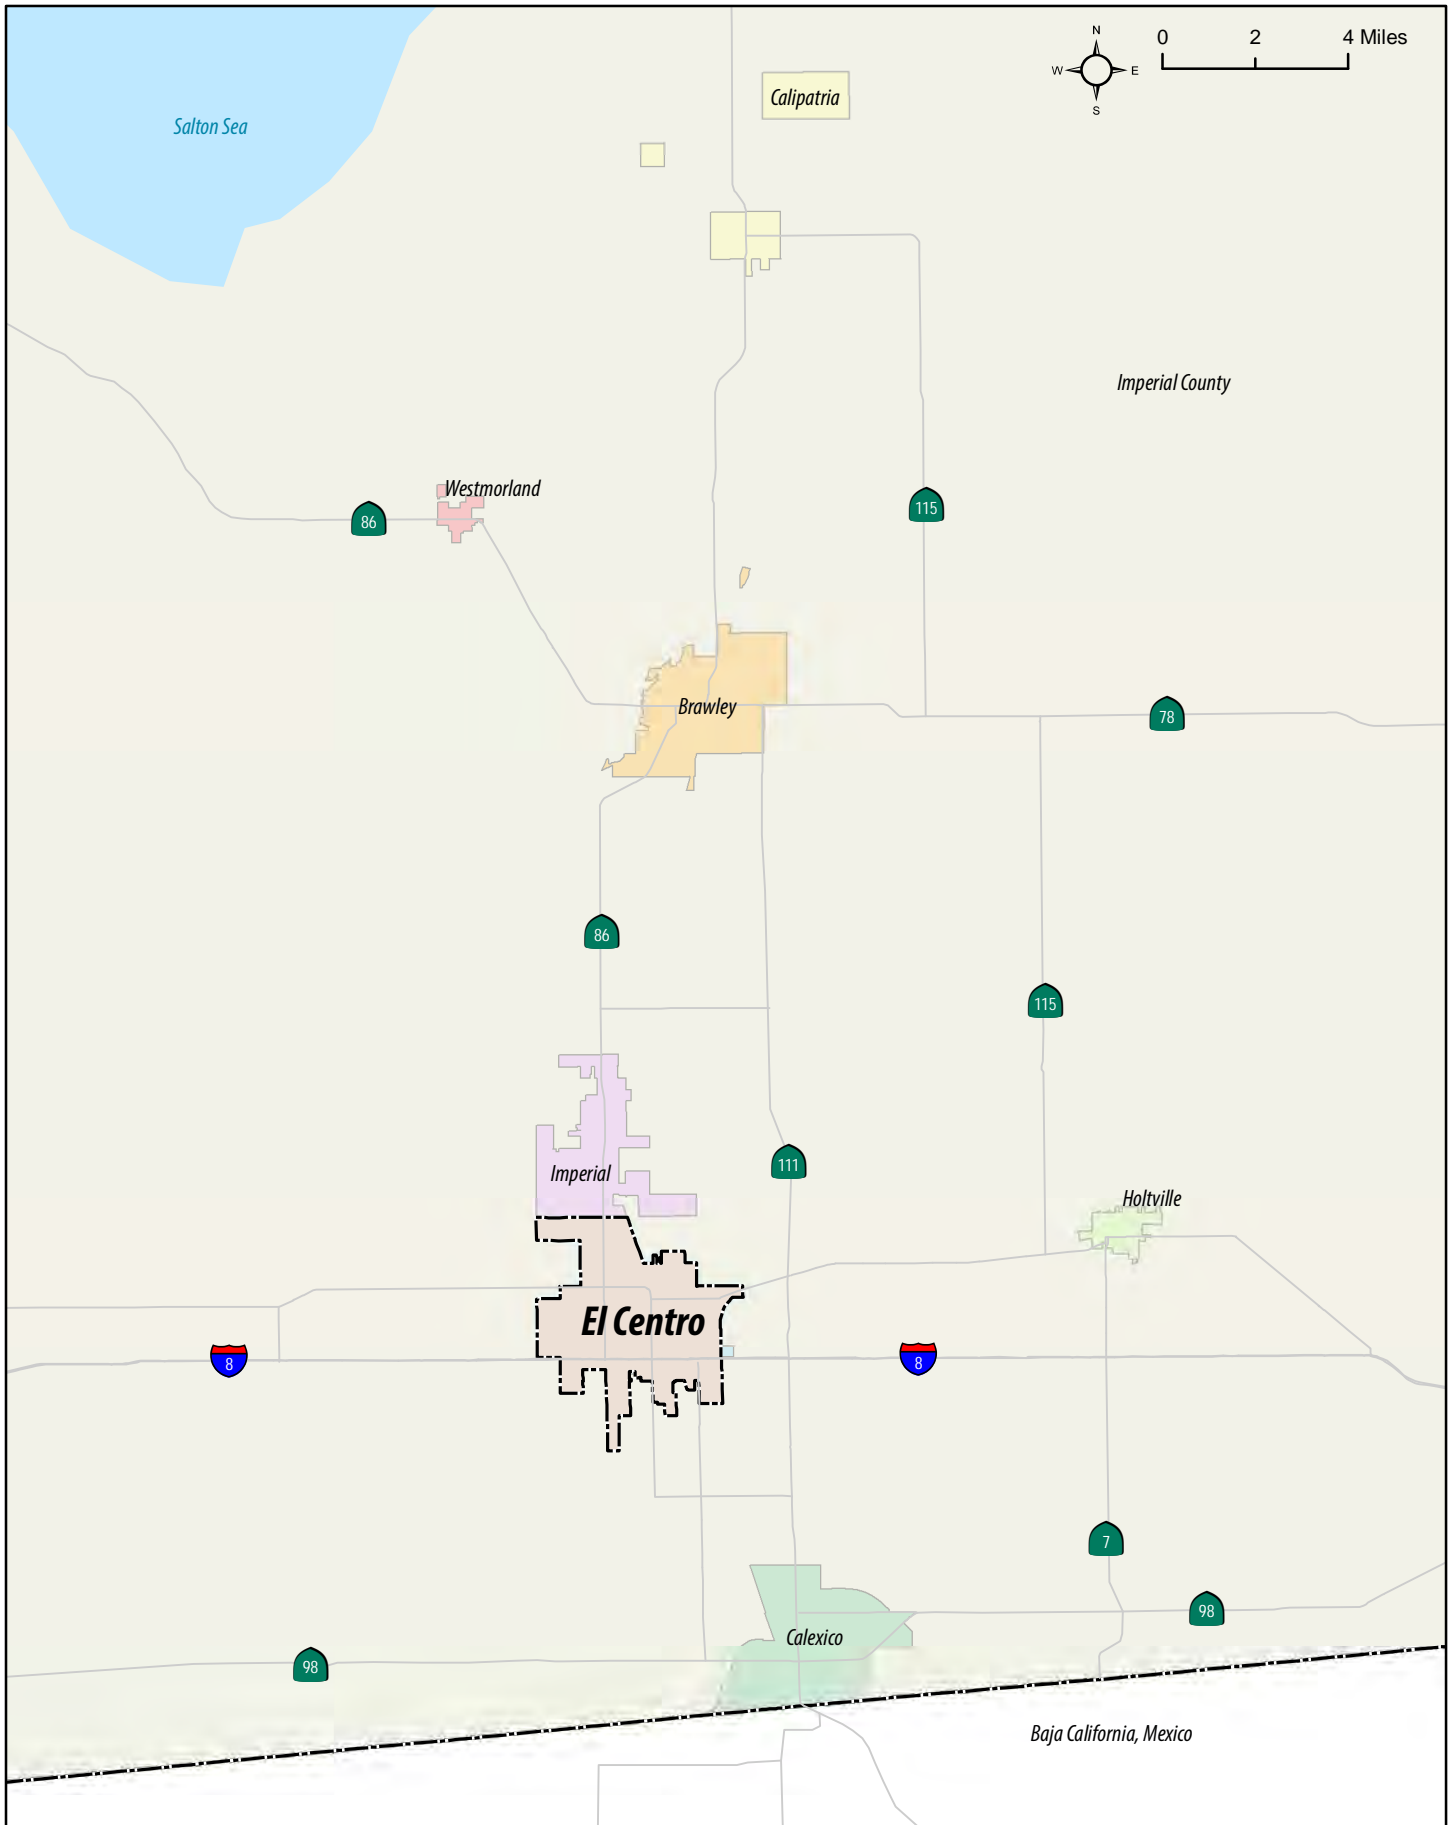 N
0 2 4 Miles
W E
S
Calipatria
Salton Sea
Imperial County
Westmorland
115
86
Brawley
78
86
115
111
Imperial
Holtville
El Centro
8
8
7
98
Calexico
98
Baja California, Mexico